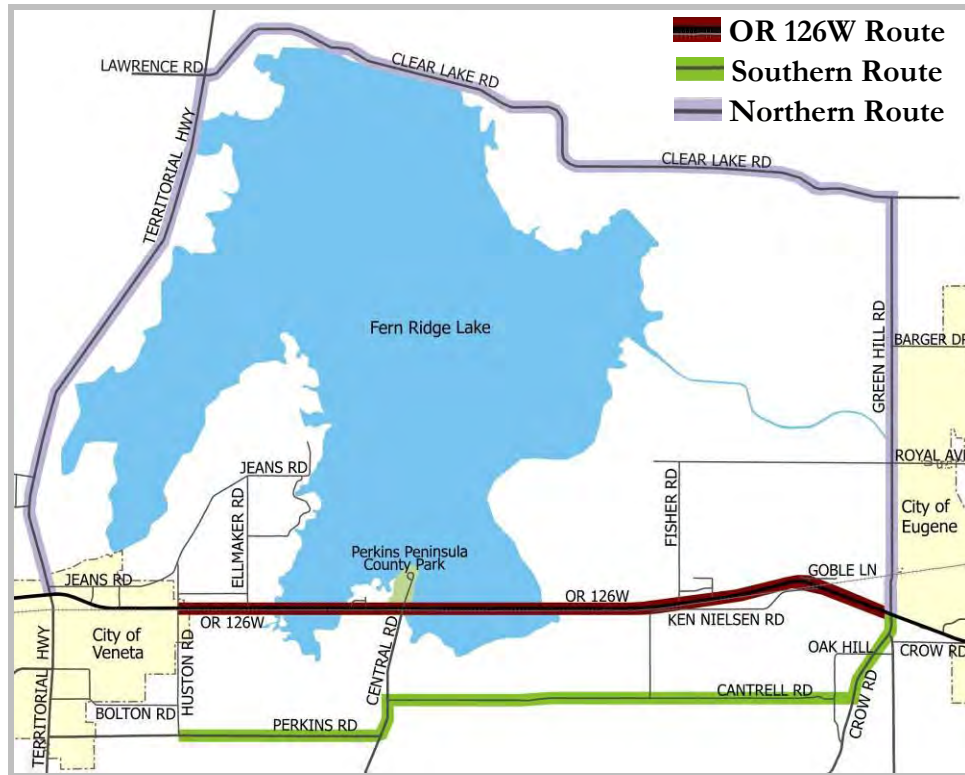 OR 126W Route
Southern Route
Northern Route
LAWRENCE RD
CLEAR LAKE RD
TERRITORIAL HWY
CLEAR LAKE RD
GREEN HILL RD
Fern Ridge Lake
BARGER DR
JEANS RD
ELLMAKER RD
FISHER RD
ROYAL AVE
City of
Eugene
Perkins Peninsula
County Park
JEANS RD
GOBLE LN
OR 126W
OR 126W
KEN NIELSEN RD
City of
Veneta
HUSTON RD
CENTRAL RD
OAK HILL
CROW RD
TERRITORIAL HWY
BOLTON RD
PERKINS RD
CANTRELL RD
CROW RD